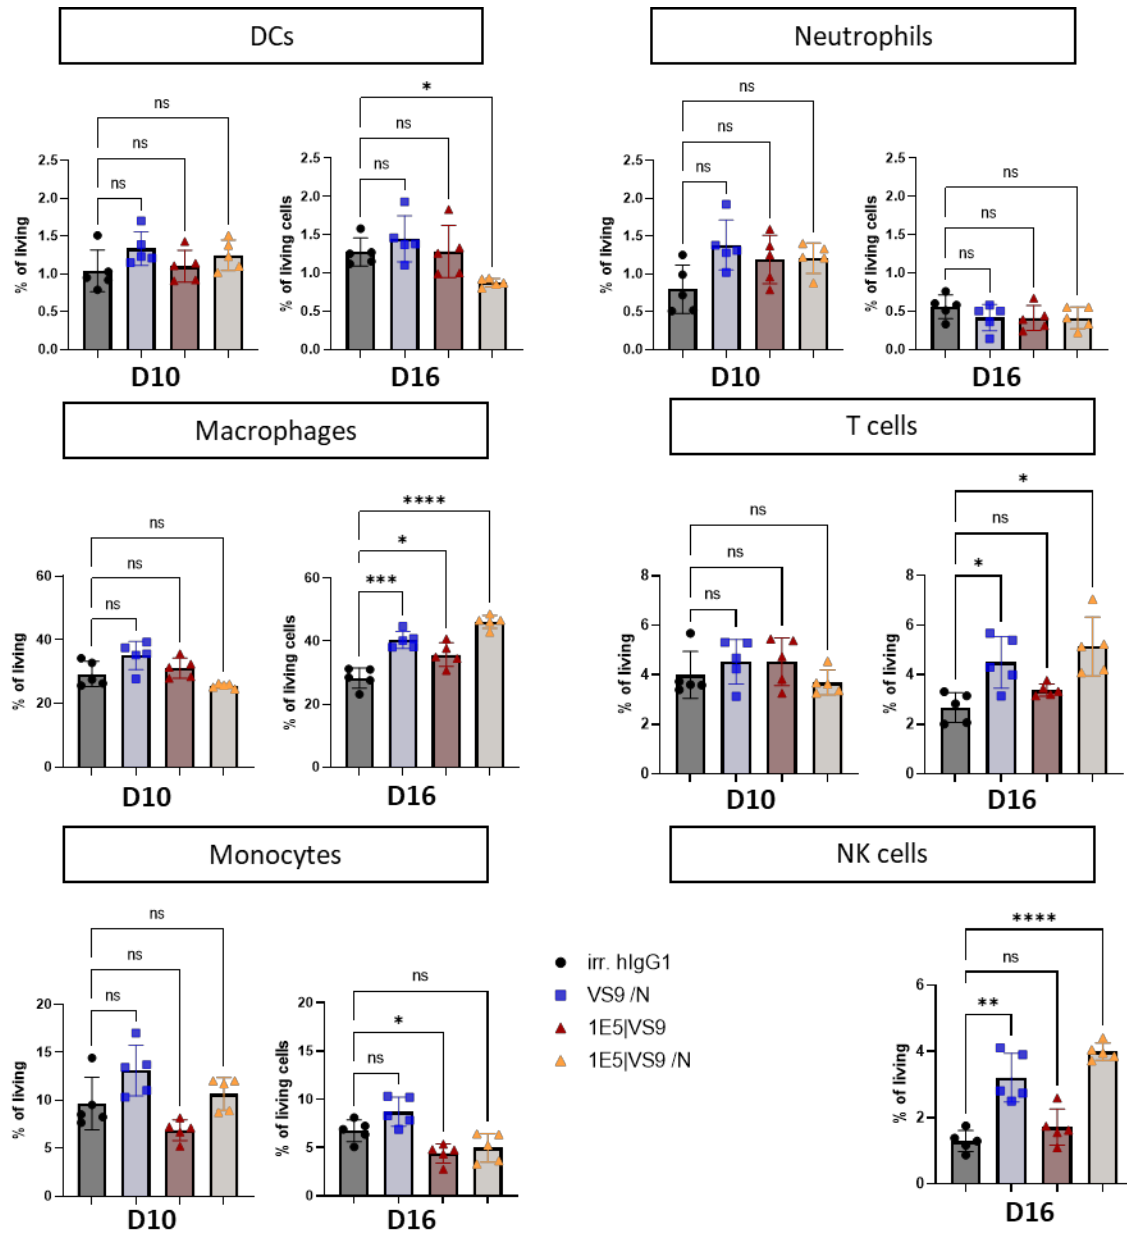 DCs
Neutrophils
ns
ns
ns
% of living
2.5
2.0
1.5
1.0
0.5
0.0
D10
*
ns
ns
% of living cells
2.5
2.0
1.5
1.0
0.5
0.0
D16
ns
ns
ns
% of living
2.5
2.0
1.5
1.0
0.5
0.0
D10
ns
ns
ns
% of living cells
2.5
2.0
1.5
1.0
0.5
0.0
D16
Macrophages
T cells
ns
ns
ns
% of living
60
40
20
0
D10
****
*
***
% of living cells
60
40
20
0
D16
ns
ns
ns
% of living
8
6
4
2
0
D10
*
ns
*
% of living
8
6
4
2
0
D16
Monocytes
NK cells
ns
ns
ns
% of living
20
15
10
5
0
D10
ns
*
ns
% of living cells
20
15
10
5
0
D16
irr. hIgG1
VS9 /N
1E5|VS9
1E5|VS9 /N
****
ns
**
% of living
6
4
2
0
D16